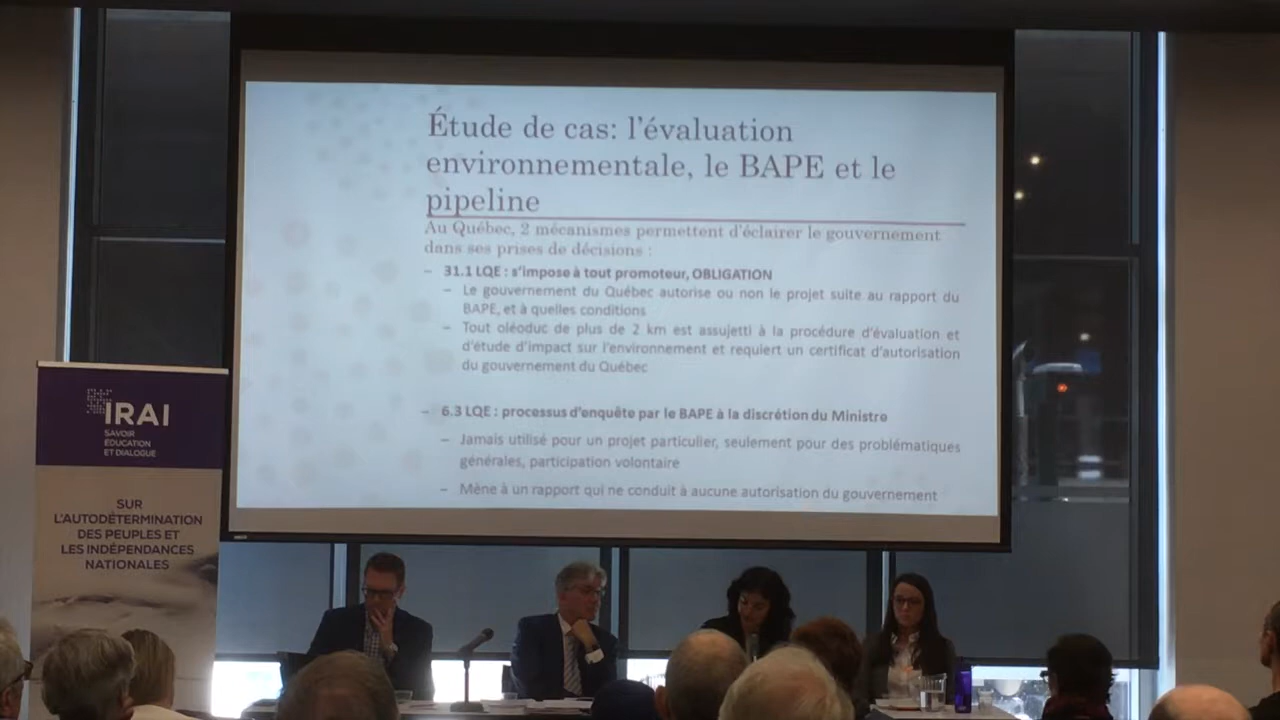 Étude de cas: l'évaluation
environnementale, le BAPE et le
pipeline
Au Québec, 2 mécanismes permettent d'éclairer le gouvernement
dans ses prises de décisions :
– 31.1 LQE : s'impose à tout promoteur, OBLIGATION
– Le gouvernement du Québec autorise ou non le projet suite au rapport du
BAPE, et à quelles conditions
– Tout oléoduc de plus de 2 km est assujetti à la procédure d'évaluation et
d'étude d'impact sur l'environnement et requiert un certificat d'autorisation
du gouvernement du Québec
– 6.3 LQE : processus d'enquête par le BAPE à la discrétion du Ministre
– Jamais utilisé pour un projet particulier, seulement pour des problématiques
générales, participation volontaire
– Mène à un rapport qui ne conduit à aucune autorisation du gouvernement
IRAI
SAVOIR
ÉDUCATION
ET DIALOGUE
SUR
L'AUTODÉTERMINATION
DES PEUPLES ET
LES INDÉPENDANCES
NATIONALES